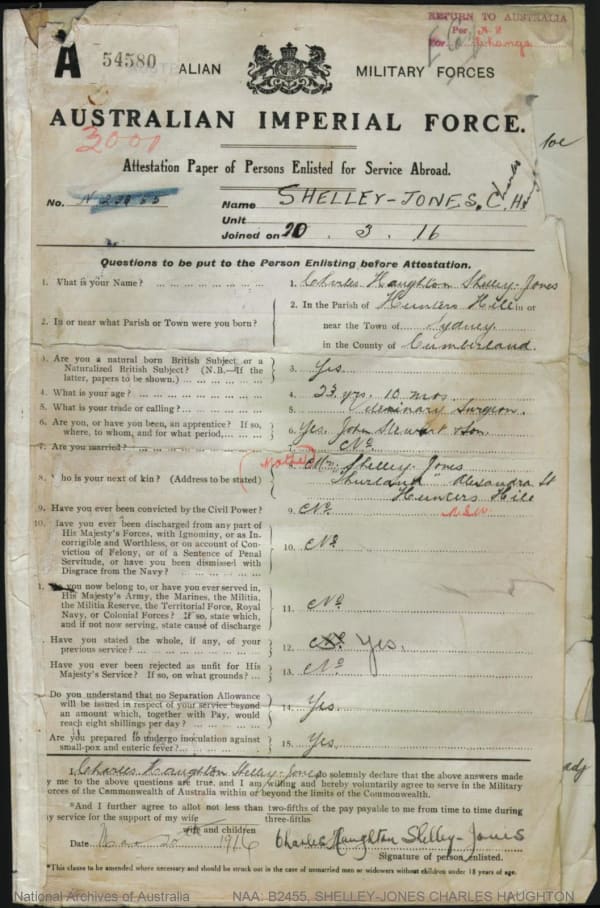 RETURN TO AUSTRALIA
Per
For
A 54580
ALIAN MILITARY FORCES
AUSTRALIAN IMPERIAL FORCE.
3000
Attestation Paper of Persons Enlisted for Service Abroad.
No.
Name SHELLEY-JONES, C. H
Unit
Joined on 20 . 3 . 16
Questions to be put to the Person Enlisting before Attestation.
1. What is your Name? 1. Charles Haughton Shelley-Jones
2. In or near what Parish or Town were you born? 2. In the Parish of Hunters Hill in or
near the Town of Sydney
in the County of Cumberland.
3. Are you a natural born British Subject or a
Naturalized British Subject? (N.B.—If the
latter, papers to be shown.) 3. Yes
4. What is your age? 4. 23 yrs. 10 mos.
5. What is your trade or calling? 5. Veterinary Surgeon.
6. Are you, or have you been, an apprentice? If so,
where, to whom, and for what period, 6. Yes. John Stewart & Son.
7. Are you married? 7. No.
8. ho is your next of kin? (Address to be stated) 8. (Mother) Mrs. Shelley-Jones
"Shurland" Alexandra St
Hunters Hill
N.S.W
9. Have you ever been convicted by the Civil Power? 9. No.
10. Have you ever been discharged from any part of
His Majesty's Forces, with Ignominy, or as In-
corrigible and Worthless, or on account of Con-
viction of Felony, or of a Sentence of Penal
Servitude, or have you been dismissed with
Disgrace from the Navy? 10. No.
you now belong to, or have you ever served in,
His Majesty's Army, the Marines, the Militia,
the Militia Reserve, the Territorial Force, Royal
Navy, or Colonial Forces? If so, state which,
and if not now serving, state cause of discharge 11. No.
Have you stated the whole, if any, of your
previous service? 12. No. Yes.
Have you ever been rejected as unfit for His
Majesty's Service? If so, on what grounds? 13. No.
Do you understand that no Separation Allowance
will be issued in respect of your service beyond
an amount which, together with Pay, would
reach eight shillings per day? 14. Yes.
Are you prepared to undergo inoculation against
small-pox and enteric fever? 15. Yes
I, Charles Haughton Shelley-Jones solemnly declare that the above answers made
y me to the above questions are true, and I am willing and hereby voluntarily agree to serve in the Military
orces of the Commonwealth of Australia within or beyond the limits of the Commonwealth.
*And I further agree to allot not less than two-fifths of the pay payable to me from time to time during
three-fifths
y service for the support of my wife
wife and children
Date 1916 Charles Haughton Shelley-Jones
Signature of person enlisted.
*This clause to be amended where necessary and should be struck out in the case of unmarried men or widowers without children under 18 years of age.
National Archives of Australia NAA: B2455, SHELLEY-JONES CHARLES HAUGHTON